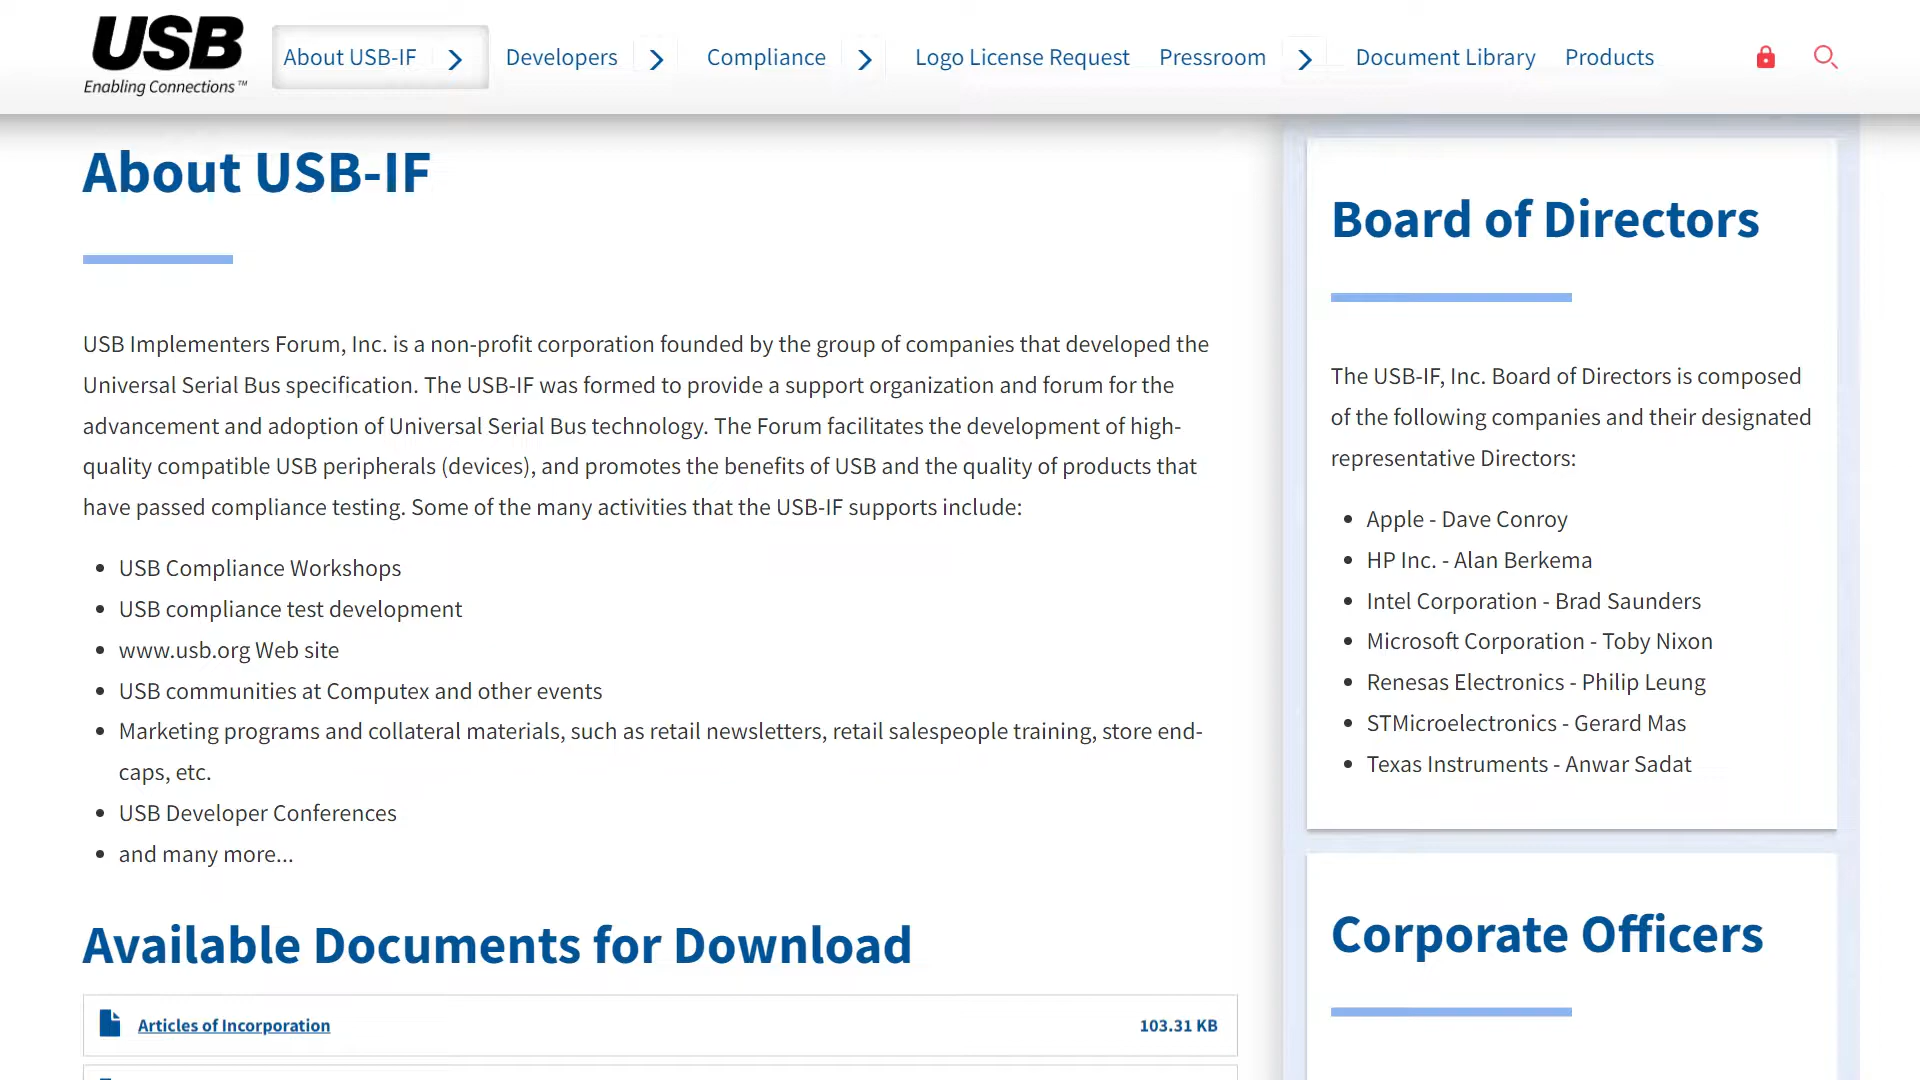 USB
Enabling Connections™
About USB-IF
Developers
Compliance
Logo License Request
Pressroom
Document Library
Products
About USB-IF
USB Implementers Forum, Inc. is a non-profit corporation founded by the group of companies that developed the
Universal Serial Bus specification. The USB-IF was formed to provide a support organization and forum for the
advancement and adoption of Universal Serial Bus technology. The Forum facilitates the development of high-
quality compatible USB peripherals (devices), and promotes the benefits of USB and the quality of products that
have passed compliance testing. Some of the many activities that the USB-IF supports include:
• USB Compliance Workshops
• USB compliance test development
• www.usb.org Web site
• USB communities at Computex and other events
• Marketing programs and collateral materials, such as retail newsletters, retail salespeople training, store end-
caps, etc.
• USB Developer Conferences
• and many more...
Available Documents for Download
Articles of Incorporation
103.31 KB
Board of Directors
The USB-IF, Inc. Board of Directors is composed
of the following companies and their designated
representative Directors:
• Apple - Dave Conroy
• HP Inc. - Alan Berkema
• Intel Corporation - Brad Saunders
• Microsoft Corporation - Toby Nixon
• Renesas Electronics - Philip Leung
• STMicroelectronics - Gerard Mas
• Texas Instruments - Anwar Sadat
Corporate Officers